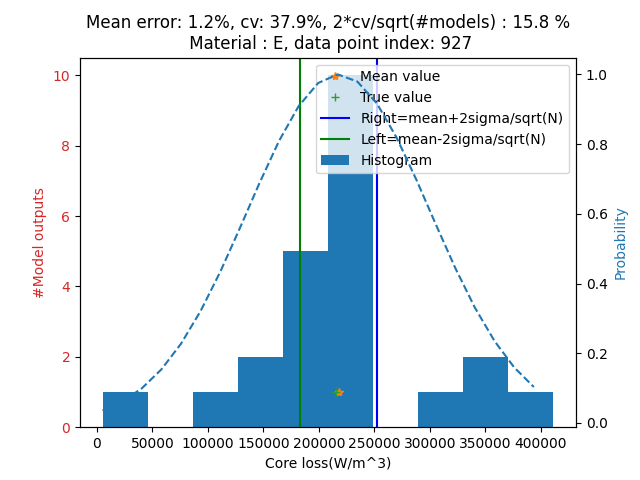 Mean error: 1.2%, cv: 37.9%, 2*cv/sqrt(#models) : 15.8 %
Material : E, data point index: 927
Mean value
True value
Right=mean+2sigma/sqrt(N)
Left=mean-2sigma/sqrt(N)
Histogram
#Model outputs
10
8
6
4
2
0
Probability
1.0
0.8
0.6
0.4
0.2
0.0
0 50000 100000 150000 200000 250000 300000 350000 400000
Core loss(W/m^3)